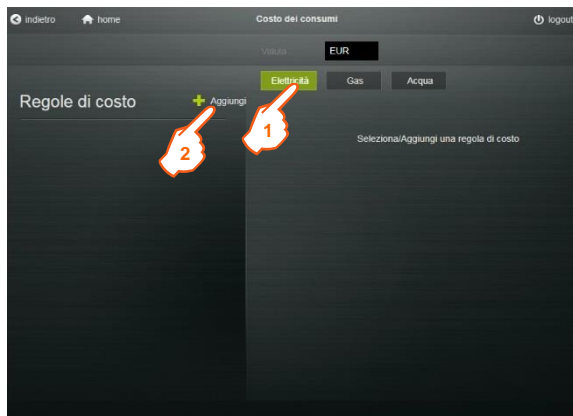 indietro
home
Costo dei consumi
logout
Valuta
EUR
Elettricità
Gas
Acqua
Regole di costo
Aggiungi
1
2
Seleziona/Aggiungi una regola di costo